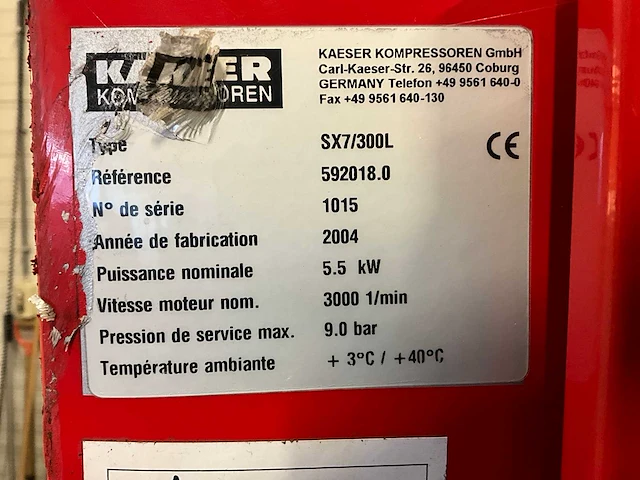 KAESER
KOMPRESSOREN
KAESER KOMPRESSOREN GmbH
Carl-Kaeser-Str. 26, 96450 Coburg
GERMANY Telefon +49 9561 640-0
Fax +49 9561 640-130
CE
Type SX7/300L
Référence 592018.0
N° de série 1015
Année de fabrication 2004
Puissance nominale 5.5 kW
Vitesse moteur nom. 3000 1/min
Pression de service max. 9.0 bar
Température ambiante + 3°C / +40°C